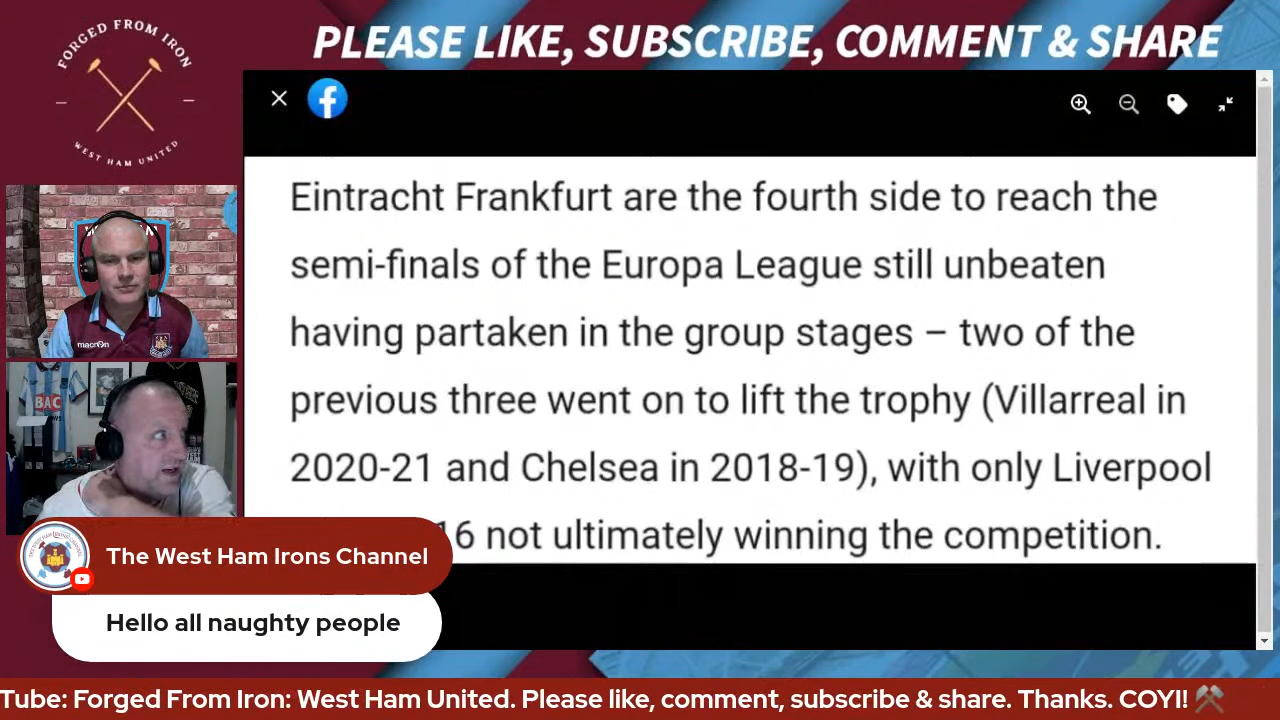 PLEASE LIKE, SUBSCRIBE, COMMENT & SHARE
FORGED FROM IRON
WEST HAM UNITED
Eintracht Frankfurt are the fourth side to reach the
semi-finals of the Europa League still unbeaten
having partaken in the group stages – two of the
previous three went on to lift the trophy (Villarreal in
2020-21 and Chelsea in 2018-19), with only Liverpool
16 not ultimately winning the competition.
macron
BAC
The West Ham Irons Channel
Hello all naughty people
Tube: Forged From Iron: West Ham United. Please like, comment, subscribe & share. Thanks. COYI! ⚒